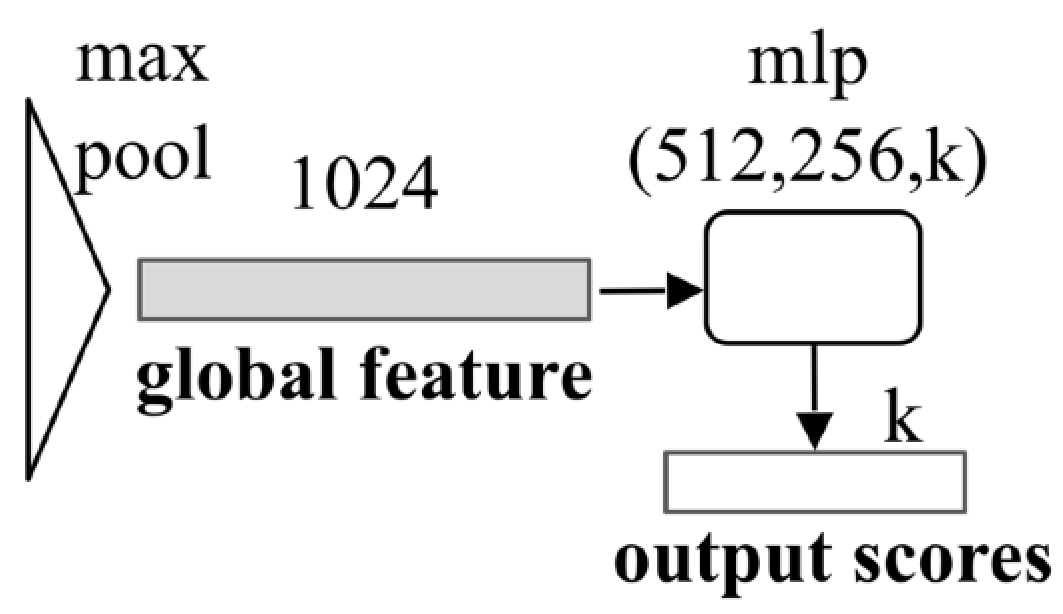 max
pool
1024
global feature
mlp
(512,256,k)
k
output scores